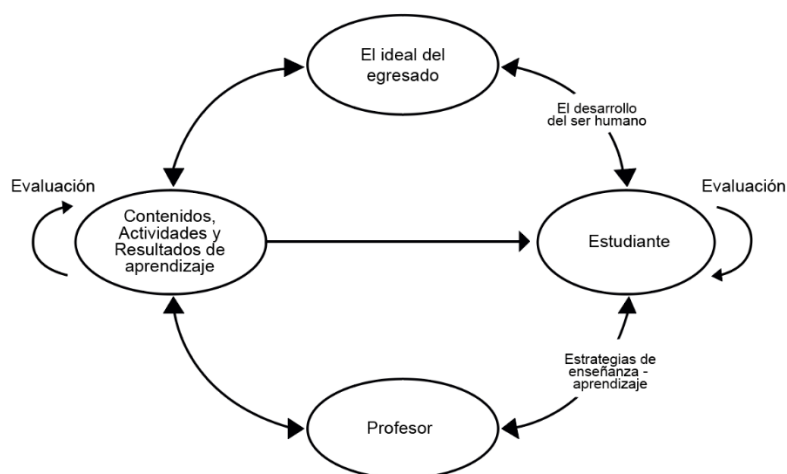 El ideal del
egresado
El desarrollo
del ser humano
Evaluación
Evaluación
Contenidos,
Actividades y
Resultados de
aprendizaje
Estudiante
Estrategias de
enseñanza -
aprendizaje
Profesor